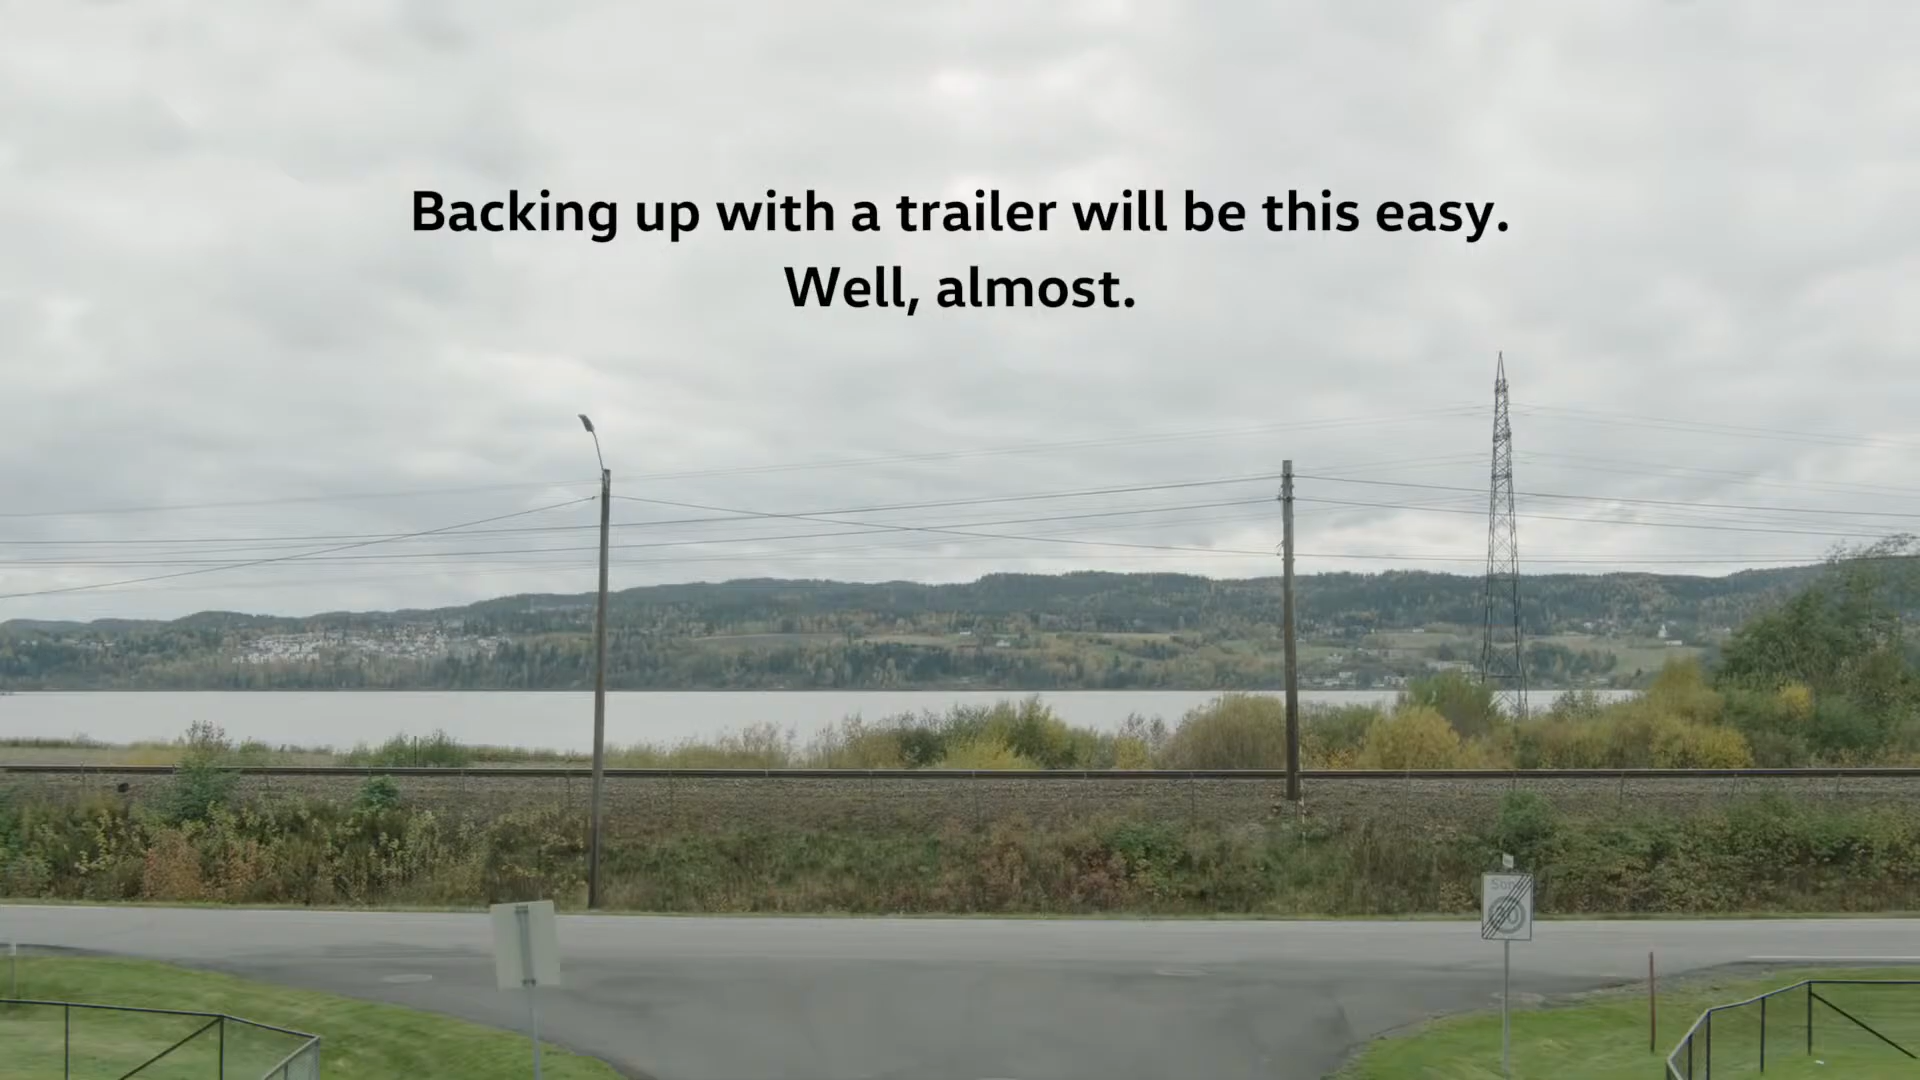 Backing up with a trailer will be this easy.
Well, almost.